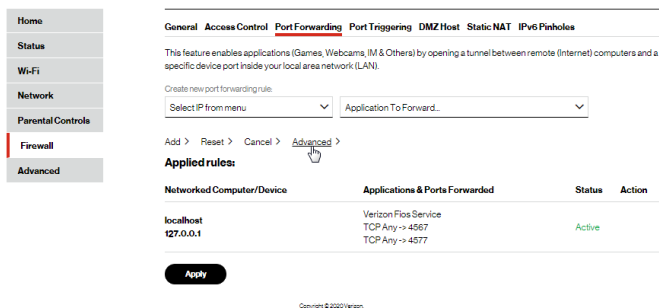 Home
Status
Wi-Fi
Network
Parental Controls
Firewall
Advanced
General Access Control Port Forwarding Port Triggering DMZ Host Static NAT IPv6 Pinholes
This feature enables applications (Games, Webcams, IM & Others) by opening a tunnel between remote (Internet) computers and a
specific device port inside your local area network (LAN).
Create new port forwarding rule:
Select IP from menu Application To Forward...
Add > Reset > Cancel > Advanced >
Applied rules:
Networked Computer/Device Applications & Ports Forwarded Status Action
localhost
127.0.0.1
Verizon Fios Service
TCP Any -> 4567
TCP Any -> 4577
Active
Apply
Copyright © 2020 Verizon